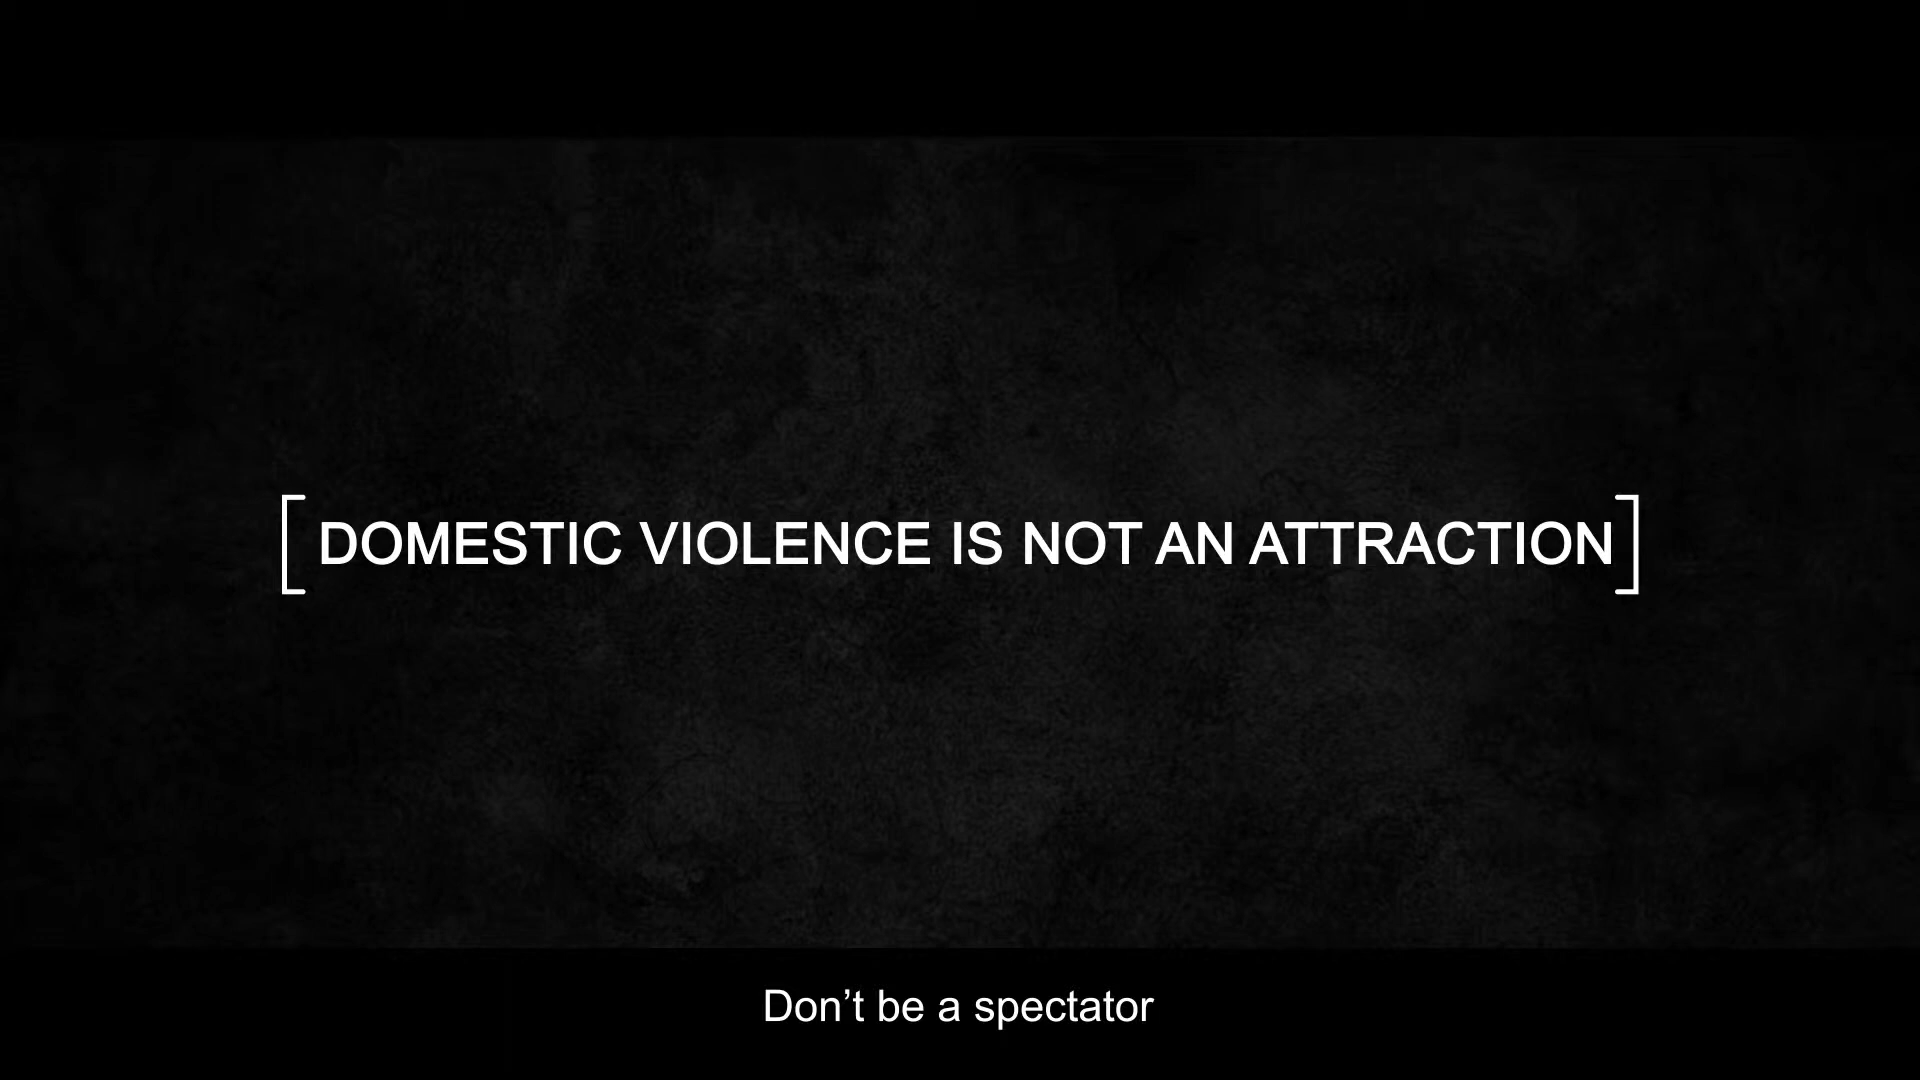 [DOMESTIC VIOLENCE IS NOT AN ATTRACTION]
Don’t be a spectator